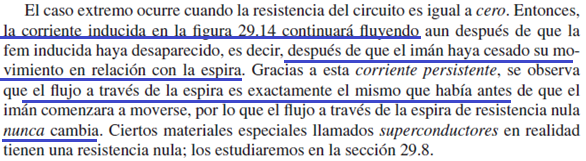 El caso extremo ocurre cuando la resistencia del circuito es igual a cero. Entonces,
la corriente inducida en la figura 29.14 continuará fluyendo aun después de que la
fem inducida haya desaparecido, es decir, después de que el imán haya cesado su mo-
vimiento en relación con la espira. Gracias a esta corriente persistente, se observa
que el flujo a través de la espira es exactamente el mismo que había antes de que el
imán comenzara a moverse, por lo que el flujo a través de la espira de resistencia nula
nunca cambia. Ciertos materiales especiales llamados superconductores en realidad
tienen una resistencia nula; los estudiaremos en la sección 29.8.